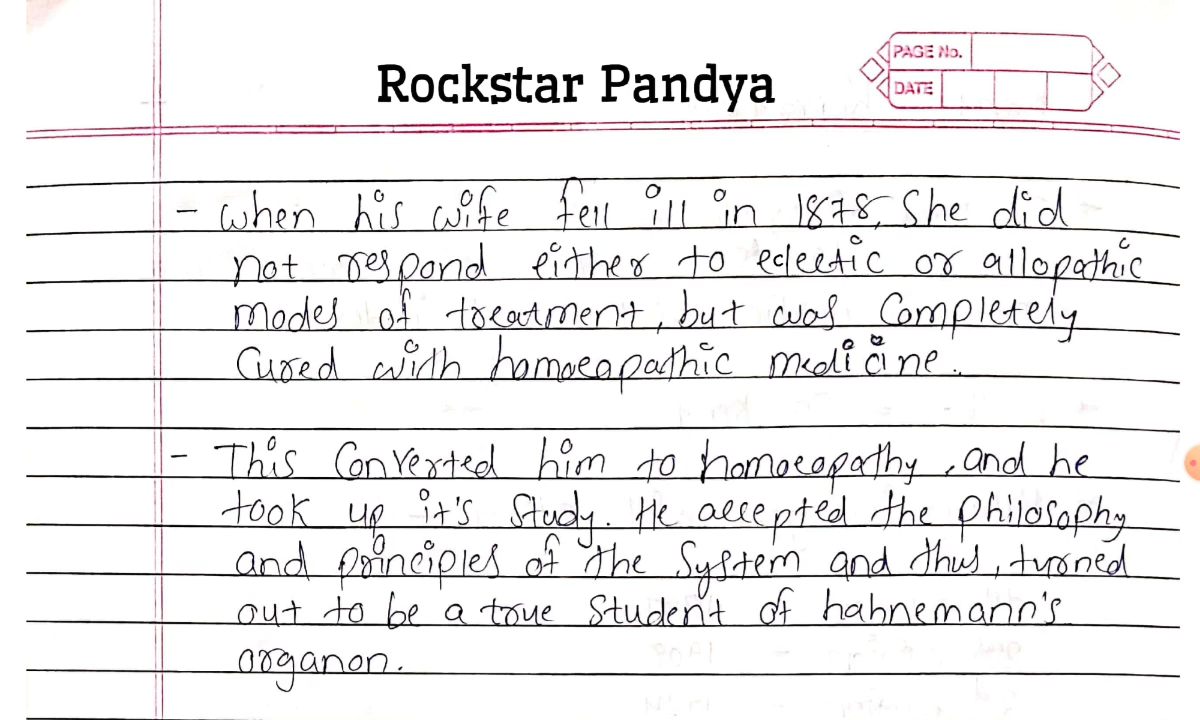 PAGE No.
Rockstar Pandya
DATE
- when his wife fell ill in 1878, She did
not respond either to eclectic or allopathic
modes of treatment, but was Completely
Cured with homoeopathic medicine.
- This Converted him to homoeopathy, and he
took up it's Study. He accepted the Philosophy
and principles of the System and thus, turned
out to be a true Student of hahnemann's
organon.